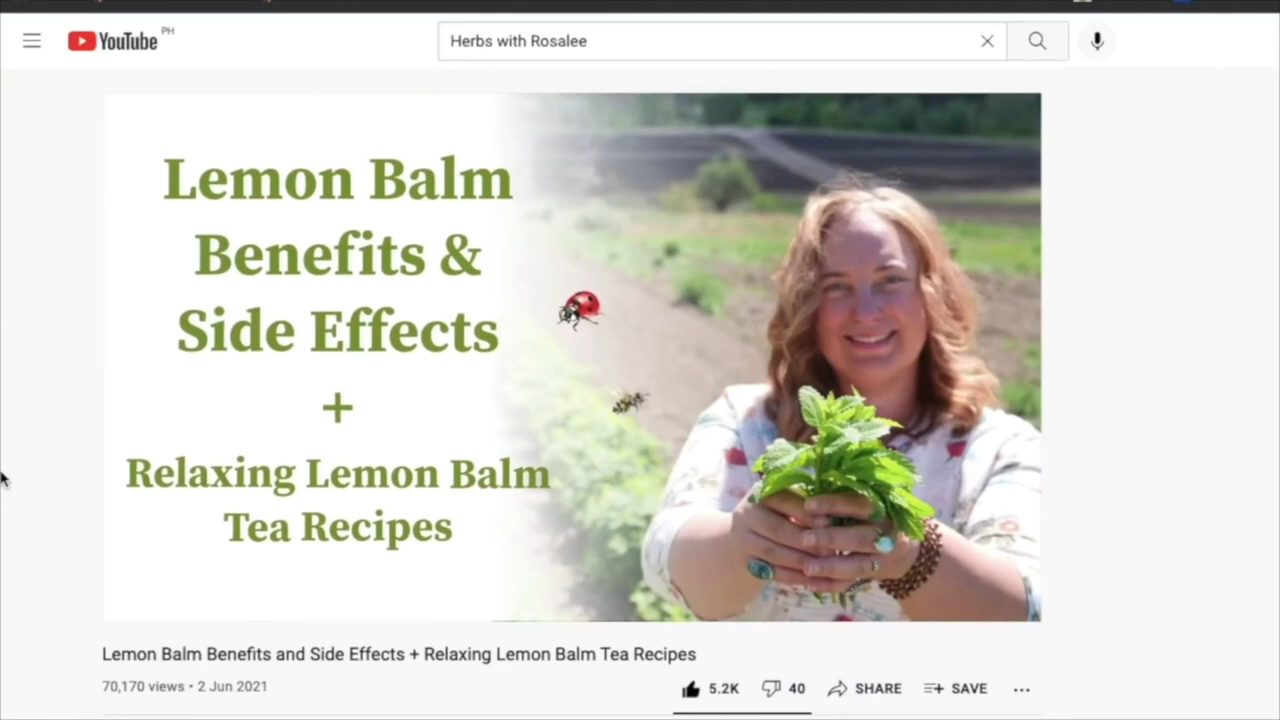 YouTube PH
Herbs with Rosalee
Lemon Balm
Benefits &
Side Effects
+
Relaxing Lemon Balm
Tea Recipes
Lemon Balm Benefits and Side Effects + Relaxing Lemon Balm Tea Recipes
70,170 views • 2 Jun 2021
5.2K 40 SHARE SAVE